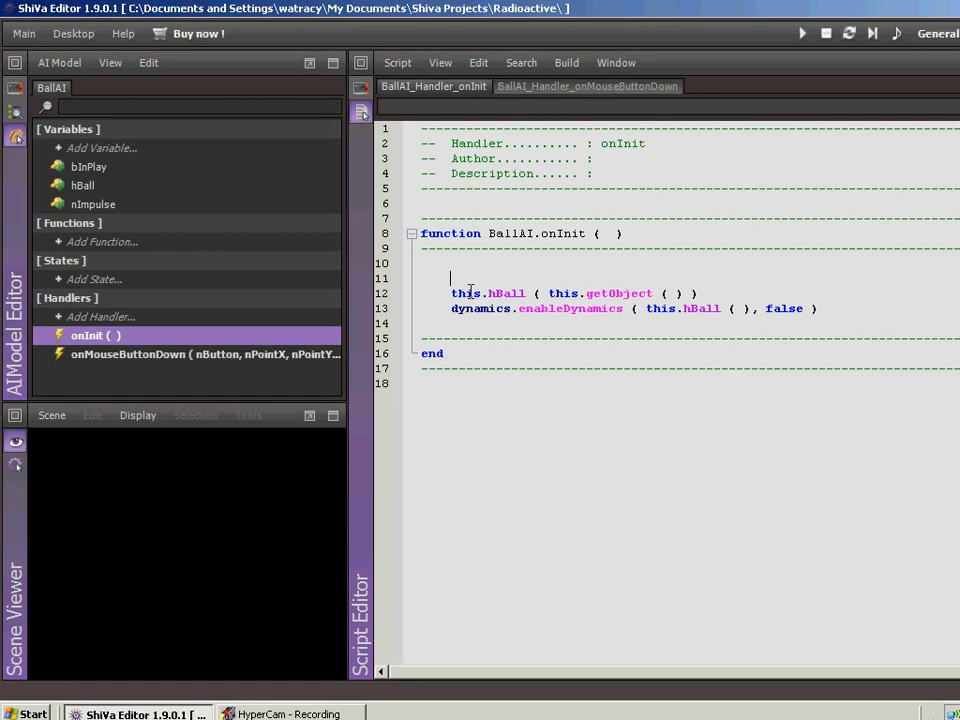 ShiVa Editor 1.9.0.1 [ C:\Documents and Settings\watracy\My Documents\Shiva Projects\Radioactive\ ]
Main Desktop Help Buy now ! General
AI Model View Edit
BallAI
[ Variables ]
Add Variable...
bInPlay
hBall
nImpulse
[ Functions ]
Add Function...
[ States ]
Add State...
[ Handlers ]
Add Handler...
onInit ( )
onMouseButtonDown ( nButton, nPointX, nPointY...
AIModel Editor
Scene Edit Display Selection Tools
Scene Viewer
Script View Edit Search Build Window
BallAI_Handler_onInit BallAI_Handler_onMouseButtonDown
1 --------------------------------------------------------------------------------
2 --  Handler.......... : onInit
3 --  Author........... :
4 --  Description...... :
5 --------------------------------------------------------------------------------
6
7 --------------------------------------------------------------------------------
8 function BallAI.onInit (  )
9 --------------------------------------------------------------------------------
10
11
12 this.hBall ( this.getObject ( ) )
13 dynamics.enableDynamics ( this.hBall ( ), false )
14
15 --------------------------------------------------------------------------------
16 end
17 --------------------------------------------------------------------------------
18
Script Editor
Start ShiVa Editor 1.9.0.1 [ ... HyperCam - Recording